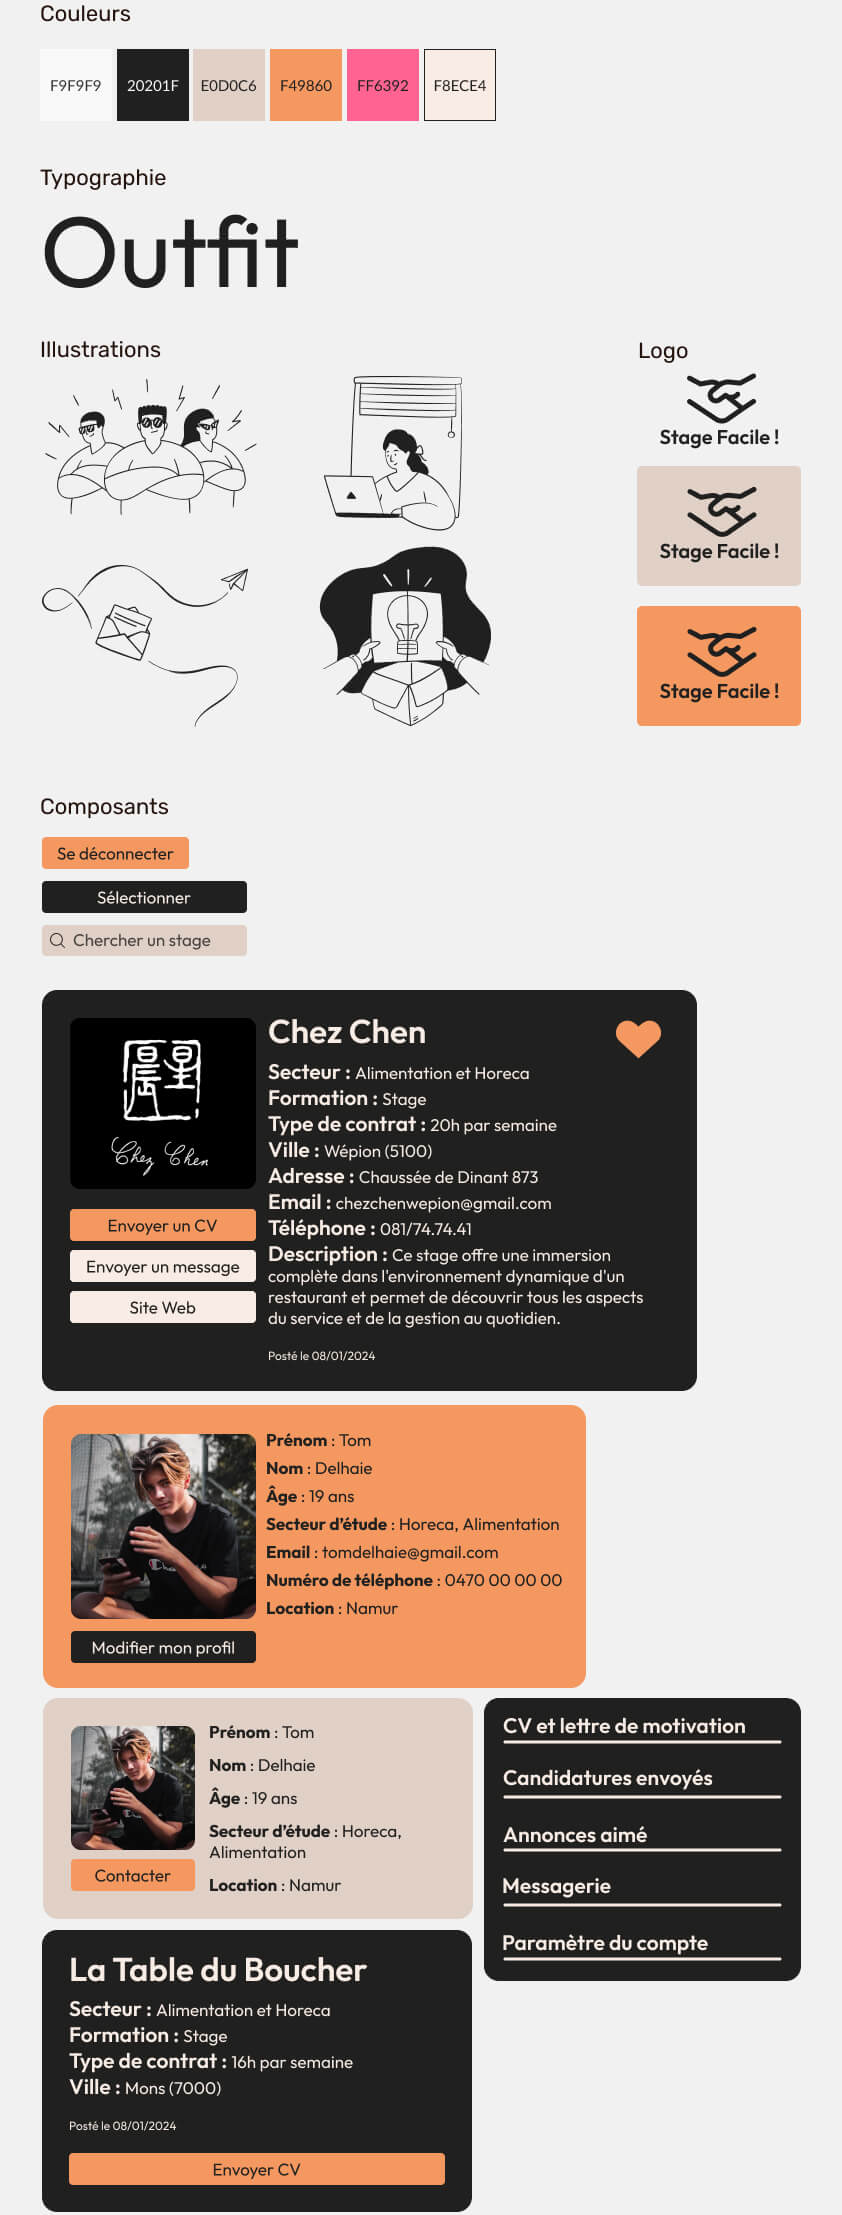 Couleurs
F9F9F9
20201F
E0D0C6
F49860
FF6392
F8ECE4
Typographie
Outfit
Illustrations
Logo
Stage Facile !
Stage Facile !
Stage Facile !
Composants
Se déconnecter
Sélectionner
Chercher un stage
晨星
Chez Chen
Envoyer un CV
Envoyer un message
Site Web
Chez Chen
Secteur : Alimentation et Horeca
Formation : Stage
Type de contrat : 20h par semaine
Ville : Wépion (5100)
Adresse : Chaussée de Dinant 873
Email : chezchenwepion@gmail.com
Téléphone : 081/74.74.41
Description : Ce stage offre une immersion
complète dans l'environnement dynamique d'un
restaurant et permet de découvrir tous les aspects
du service et de la gestion au quotidien.
Posté le 08/01/2024
Modifier mon profil
Prénom : Tom
Nom : Delhaie
Âge : 19 ans
Secteur d'étude : Horeca, Alimentation
Email : tomdelhaie@gmail.com
Numéro de téléphone : 0470 00 00 00
Location : Namur
Contacter
Prénom : Tom
Nom : Delhaie
Âge : 19 ans
Secteur d'étude : Horeca,
Alimentation
Location : Namur
CV et lettre de motivation
Candidatures envoyés
Annonces aimé
Messagerie
Paramètre du compte
La Table du Boucher
Secteur : Alimentation et Horeca
Formation : Stage
Type de contrat : 16h par semaine
Ville : Mons (7000)
Posté le 08/01/2024
Envoyer CV